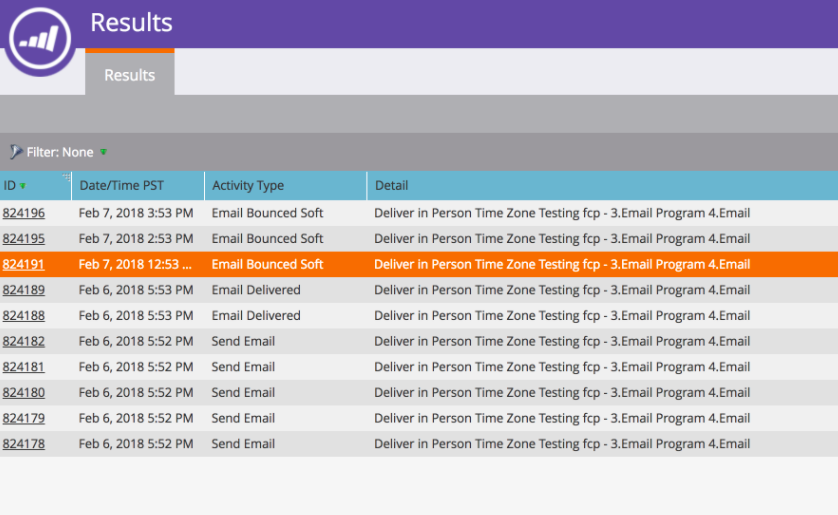 Results
Results
Filter: None
ID Date/Time PST Activity Type Detail
824196 Feb 7, 2018 3:53 PM Email Bounced Soft Deliver in Person Time Zone Testing fcp - 3.Email Program 4.Email
824195 Feb 7, 2018 2:53 PM Email Bounced Soft Deliver in Person Time Zone Testing fcp - 3.Email Program 4.Email
824191 Feb 7, 2018 12:53 ... Email Bounced Soft Deliver in Person Time Zone Testing fcp - 3.Email Program 4.Email
824189 Feb 6, 2018 5:53 PM Email Delivered Deliver in Person Time Zone Testing fcp - 3.Email Program 4.Email
824188 Feb 6, 2018 5:53 PM Email Delivered Deliver in Person Time Zone Testing fcp - 3.Email Program 4.Email
824182 Feb 6, 2018 5:52 PM Send Email Deliver in Person Time Zone Testing fcp - 3.Email Program 4.Email
824181 Feb 6, 2018 5:52 PM Send Email Deliver in Person Time Zone Testing fcp - 3.Email Program 4.Email
824180 Feb 6, 2018 5:52 PM Send Email Deliver in Person Time Zone Testing fcp - 3.Email Program 4.Email
824179 Feb 6, 2018 5:52 PM Send Email Deliver in Person Time Zone Testing fcp - 3.Email Program 4.Email
824178 Feb 6, 2018 5:52 PM Send Email Deliver in Person Time Zone Testing fcp - 3.Email Program 4.Email